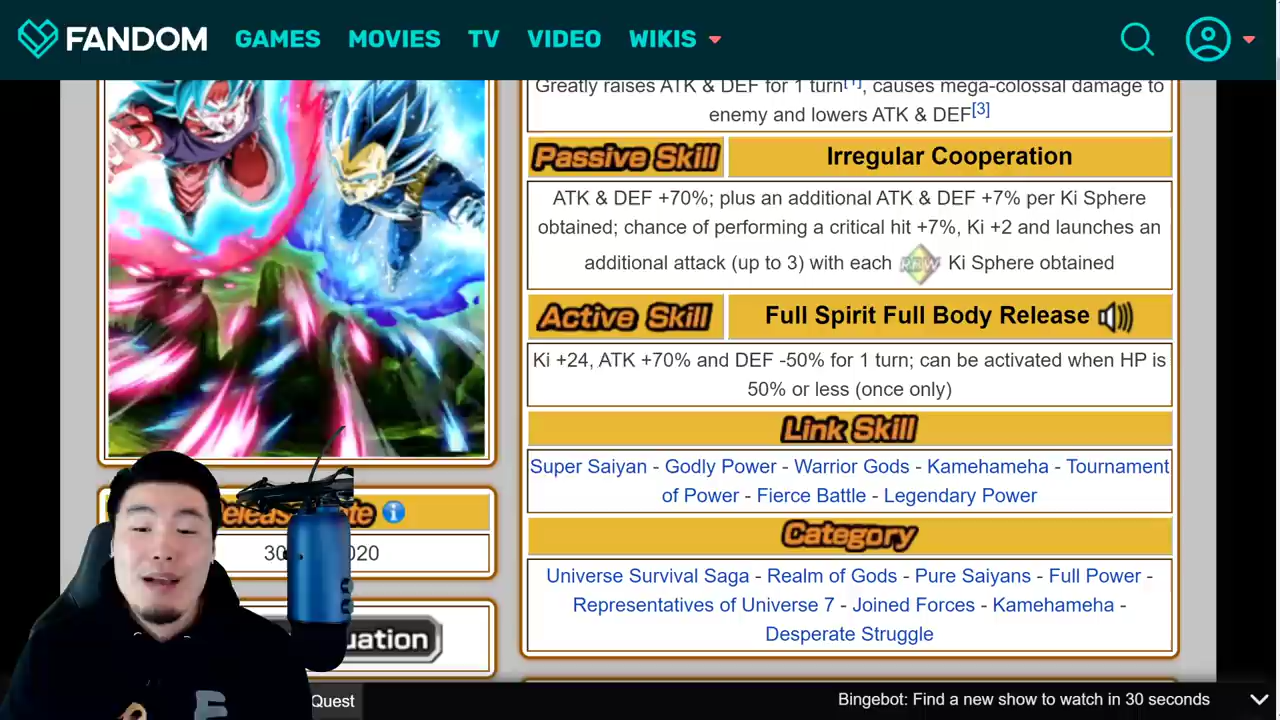 FANDOM GAMES MOVIES TV VIDEO WIKIS
Greatly raises ATK & DEF for 1 turn[1], causes mega-colossal damage to
enemy and lowers ATK & DEF[3]
Passive Skill Irregular Cooperation
ATK & DEF +70%; plus an additional ATK & DEF +7% per Ki Sphere
obtained; chance of performing a critical hit +7%, Ki +2 and launches an
additional attack (up to 3) with each RBW Ki Sphere obtained
Active Skill Full Spirit Full Body Release
Ki +24, ATK +70% and DEF -50% for 1 turn; can be activated when HP is
50% or less (once only)
Link Skill
Super Saiyan - Godly Power - Warrior Gods - Kamehameha - Tournament
of Power - Fierce Battle - Legendary Power
Category
Universe Survival Saga - Realm of Gods - Pure Saiyans - Full Power -
Representatives of Universe 7 - Joined Forces - Kamehameha -
Desperate Struggle
Quest
Bingebot: Find a new show to watch in 30 seconds